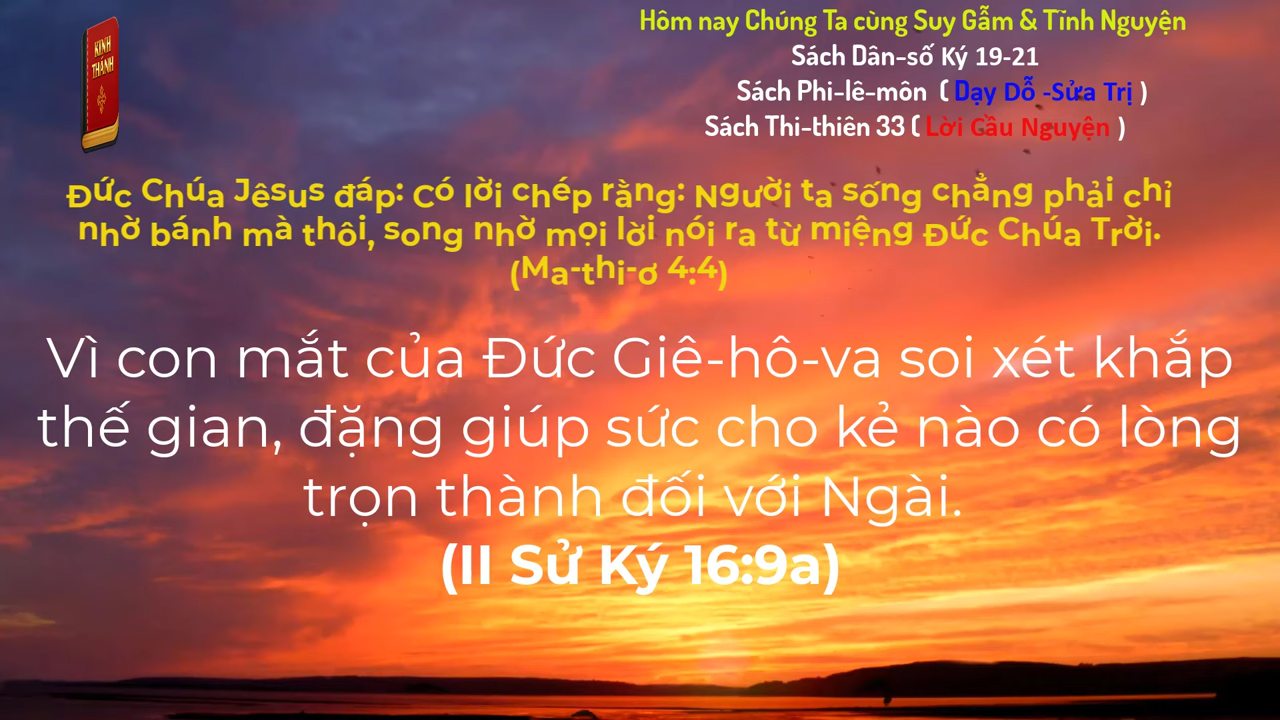 KINH
THÁNH
Hôm nay Chúng Ta cùng Suy Gẫm & Tĩnh Nguyện
Sách Dân-số Ký 19-21
Sách Phi-lê-môn ( Dạy Dỗ -Sửa Trị )
Sách Thi-thiên 33 ( Lời Cầu Nguyện )
Đức Chúa Jêsus đáp: Có lời chép rằng: Người ta sống chẳng phải chỉ
nhờ bánh mà thôi, song nhờ mọi lời nói ra từ miệng Đức Chúa Trời.
(Ma-thi-ơ 4:4)
Vì con mắt của Đức Giê-hô-va soi xét khắp
thế gian, đặng giúp sức cho kẻ nào có lòng
trọn thành đối với Ngài.
(II Sử Ký 16:9a)